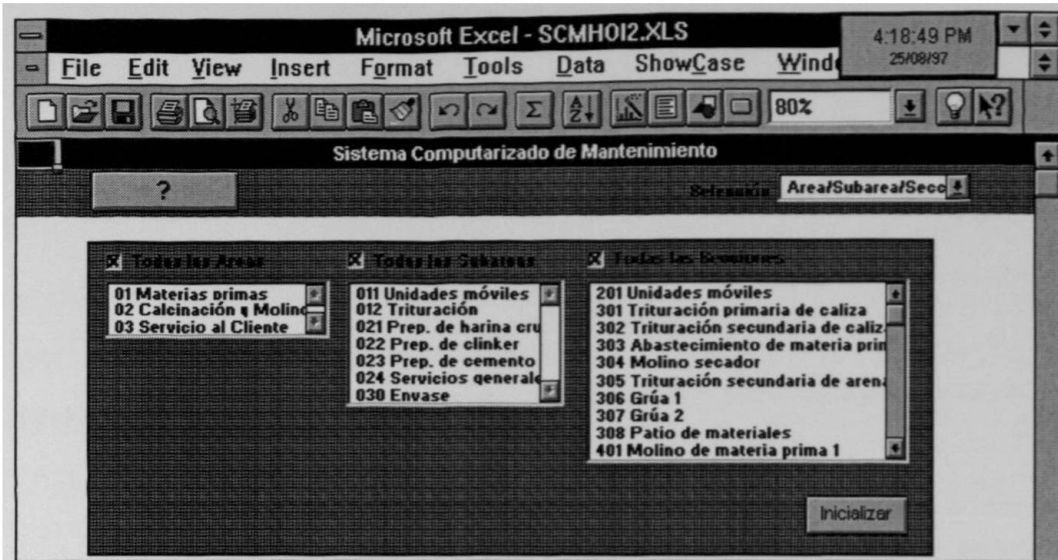 Microsoft Excel - SCMHOI2.XLS
4:18:49 PM
25/08/97
File Edit View Insert Format Tools Data ShowCase Winde
80%
Sistema Computarizado de Mantenimiento
?
Selección
Area/Subarea/Secc
Todas las Areas
01 Materias primas
02 Calcinación y Molino
03 Servicio al Cliente
Todas las Subareas
011 Unidades móviles
012 Trituración
021 Prep. de harina cru
022 Prep. de clinker
023 Prep. de cemento
024 Servicios generale
030 Envase
Todas las Secciones
201 Unidades móviles
301 Trituración primaria de caliza
302 Trituración secundaria de caliz
303 Abastecimiento de materia prin
304 Molino secador
305 Trituración secundaria de arena
306 Grúa 1
307 Grúa 2
308 Patio de materiales
401 Molino de materia prima 1
Inicializar